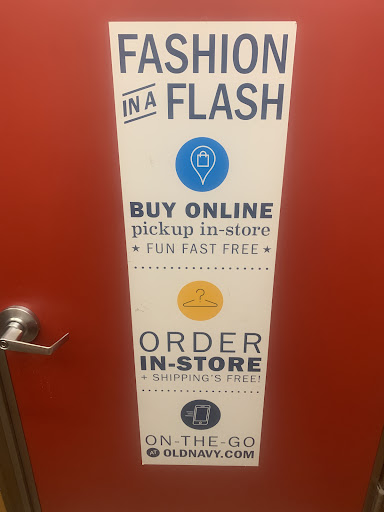 FASHION
IN A FLASH
BUY ONLINE
pickup in-store
★ FUN FAST FREE ★
?
ORDER
IN-STORE
+ SHIPPING'S FREE!
ON-THE-GO
AT OLDNAVY.COM